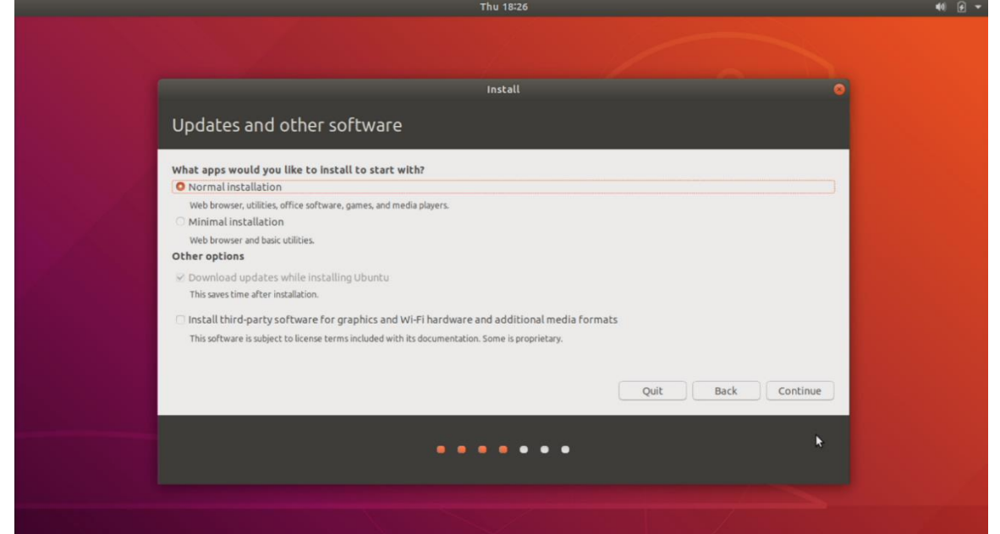 Thu 18:26
Install
Updates and other software
What apps would you like to install to start with?
Normal installation
Web browser, utilities, office software, games, and media players.
Minimal installation
Web browser and basic utilities.
Other options
Download updates while installing Ubuntu
This saves time after installation.
Install third-party software for graphics and Wi-Fi hardware and additional media formats
This software is subject to license terms included with its documentation. Some is proprietary.
Quit Back Continue